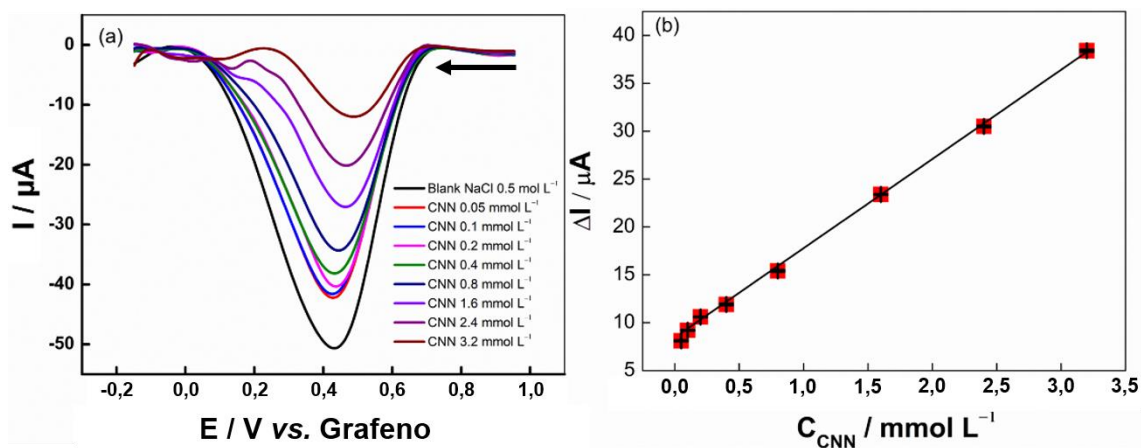 (a)
I / µA
0
-10
-20
-30
-40
-50
Blank NaCl 0.5 mol L⁻¹
CNN 0.05 mmol L⁻¹
CNN 0.1 mmol L⁻¹
CNN 0.2 mmol L⁻¹
CNN 0.4 mmol L⁻¹
CNN 0.8 mmol L⁻¹
CNN 1.6 mmol L⁻¹
CNN 2.4 mmol L⁻¹
CNN 3.2 mmol L⁻¹
-0,2 0,0 0,2 0,4 0,6 0,8 1,0
E / V vs. Grafeno
(b)
ΔI / µA
40
35
30
25
20
15
10
5
0,0 0,5 1,0 1,5 2,0 2,5 3,0 3,5
C_CNN / mmol L⁻¹